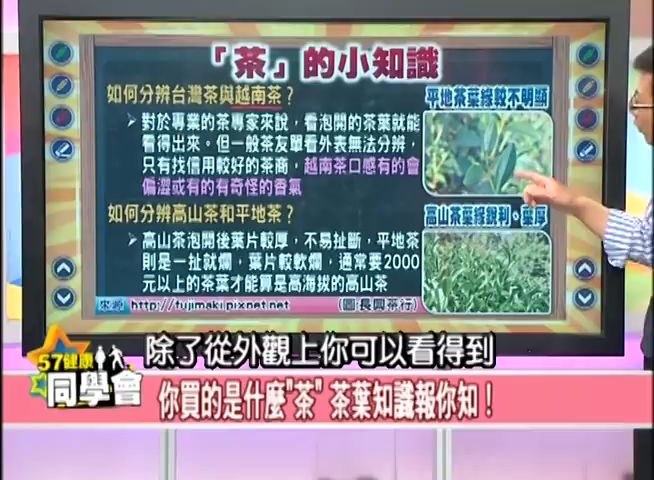 「茶」的小知識
如何分辨台灣茶與越南茶？
➢ 對於專業的茶專家來說，看泡開的茶葉就能
看得出來。但一般茶友單看外表無法分辨，
只有找信用較好的茶商，越南茶口感有的會
偏澀或有的有奇怪的香氣
如何分辨高山茶和平地茶？
➢ 高山茶泡開後葉片較厚，不易扯斷，平地茶
則是一扯就爛，葉片較軟爛，通常要2000
元以上的茶葉才能算是高海拔的高山茶
來源 http://fujimaki.pixnet.net
(圖:長興茶行)
平地茶葉緣較不明顯
高山茶葉緣銳利。葉厚
除了從外觀上你可以看得到
57健康
同學會
你買的是什麼"茶" 茶葉知識報你知！